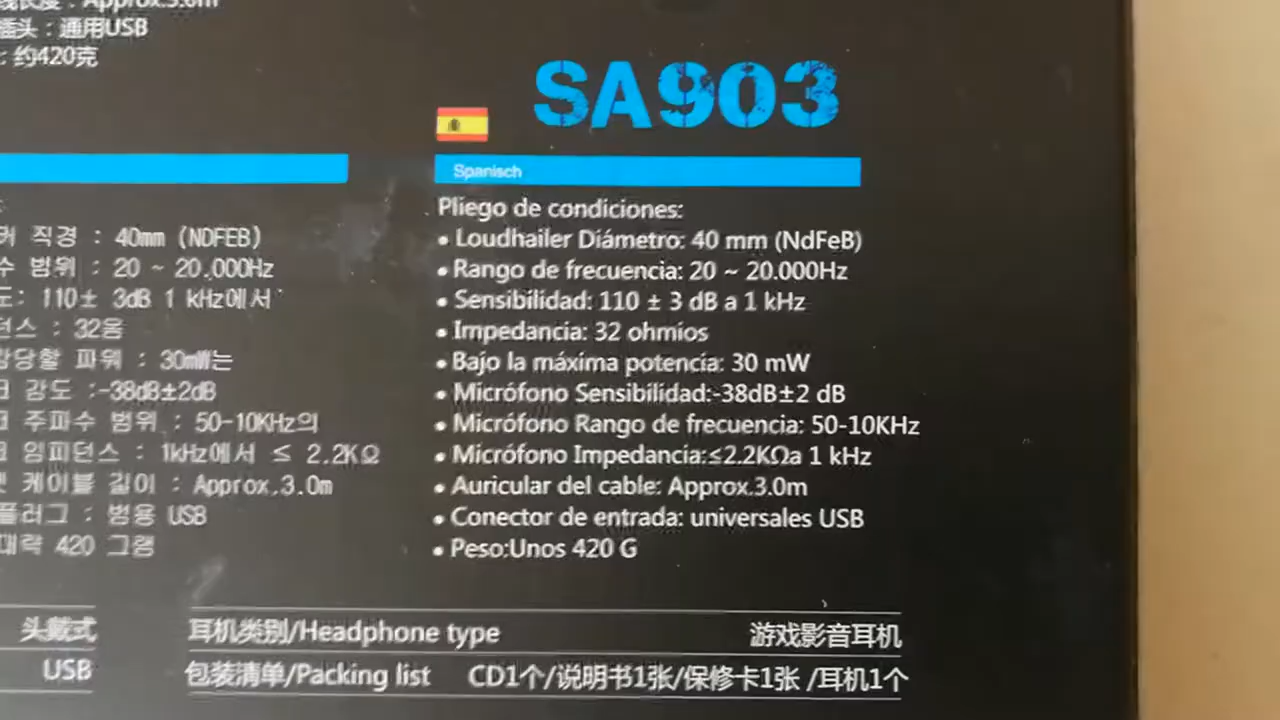 线长度：Approx.3.0m
插头：通用USB
：约420克
SA903
Spanisch
Pliego de condiciones:
커 직경 : 40mm (NDFEB)
• Loudhailer Diámetro: 40 mm (NdFeB)
수 범위 : 20 ~ 20.000Hz
• Rango de frecuencia: 20 ~ 20.000Hz
도: 110± 3dB 1 kHz에서
• Sensibilidad: 110 ± 3 dB a 1 kHz
던스 : 32옴
• Impedancia: 32 ohmios
감당할 파워 : 30mW는
• Bajo la máxima potencia: 30 mW
크 감도 :-38dB±2dB
• Micrófono Sensibilidad:-38dB±2 dB
크 주파수 범위 : 50-10KHz의
• Micrófono Rango de frecuencia: 50-10KHz
크 임피던스 : 1kHz에서 ≤ 2.2KΩ
• Micrófono Impedancia:≤2.2KΩa 1 kHz
케이블 길이 : Approx.3.0m
• Auricular del cable: Approx.3.0m
플러그 : 범용 USB
• Conector de entrada: universales USB
대략 420 그램
• Peso:Unos 420 G
头戴式
耳机类别/Headphone type 游戏影音耳机
USB
包装清单/Packing list CD1个/说明书1张/保修卡1张 /耳机1个